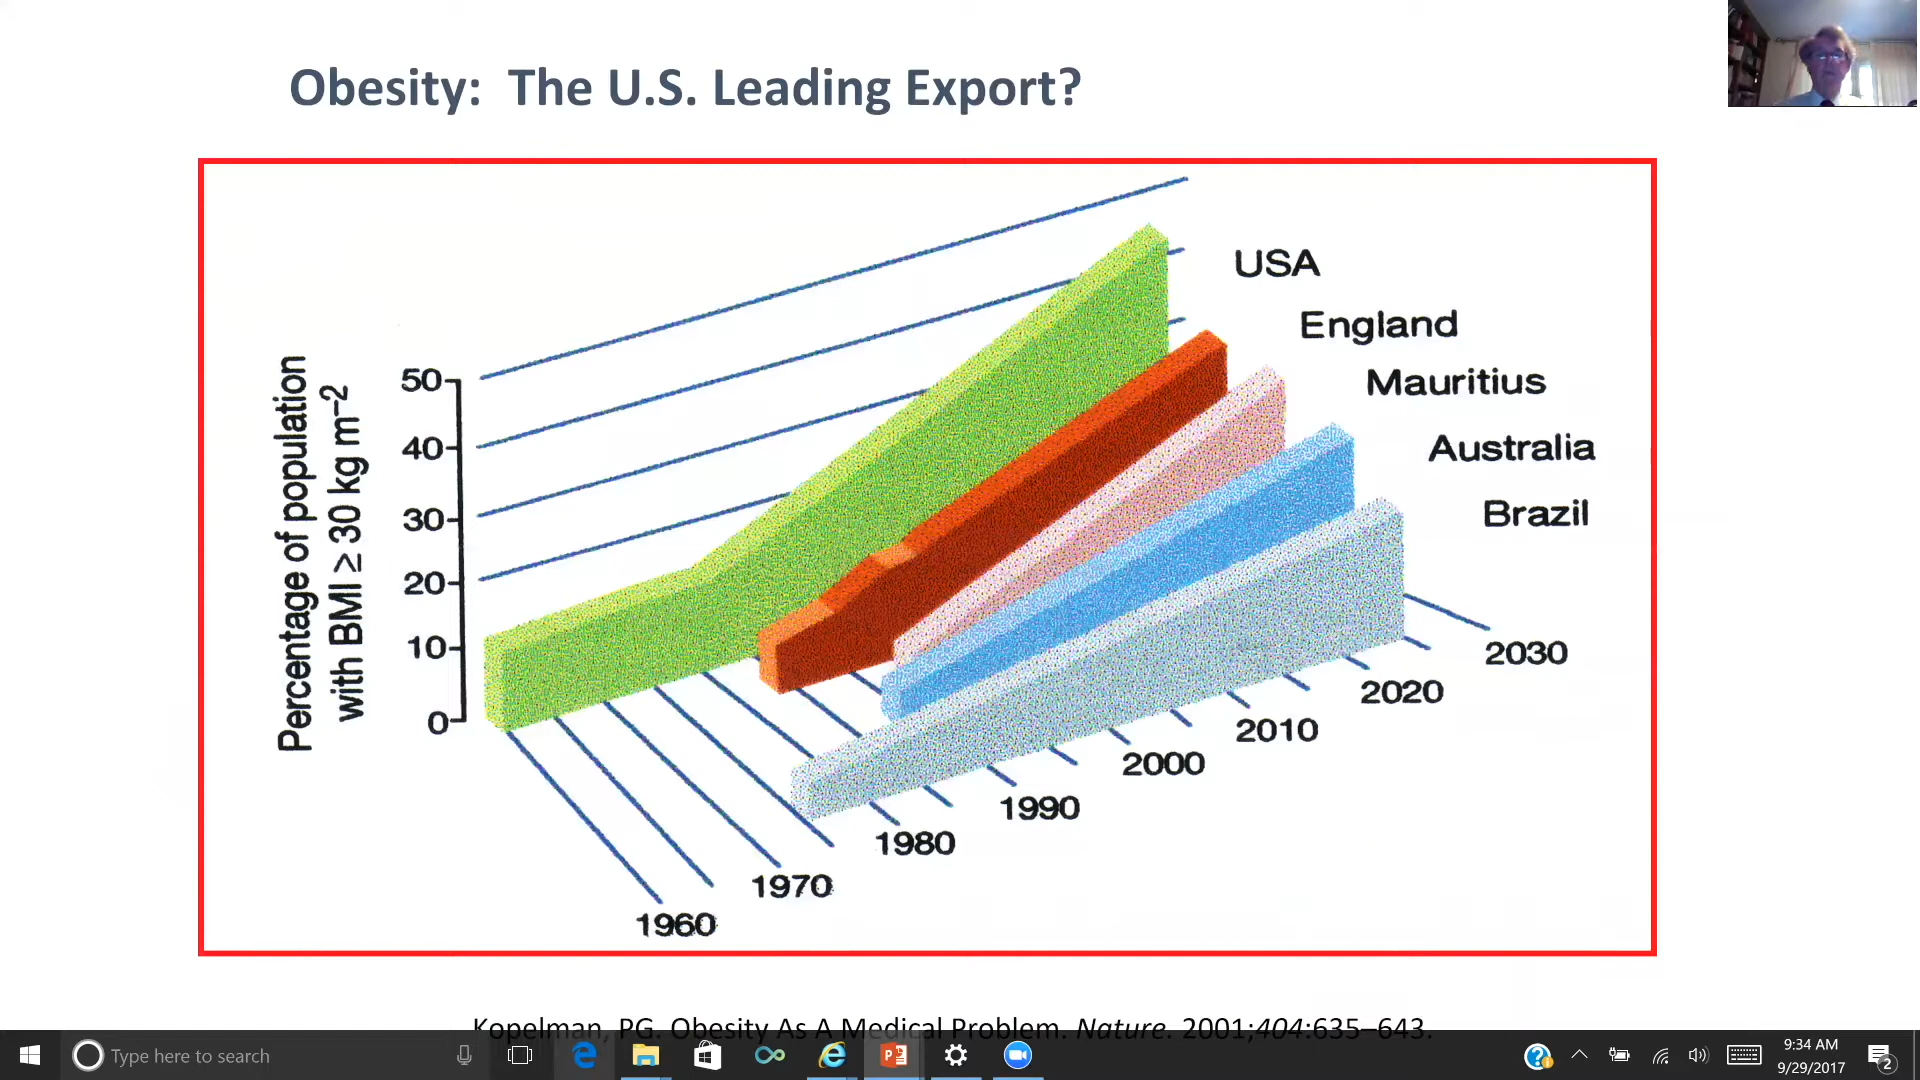 Obesity: The U.S. Leading Export?
Percentage of population
with BMI ≥ 30 kg m⁻²
50
40
30
20
10
0
USA
England
Mauritius
Australia
Brazil
1960
1970
1980
1990
2000
2010
2020
2030
Kopelman, PG. Obesity As A Medical Problem. Nature. 2001;404:635–643.
Type here to search
9:34 AM
9/29/2017
2